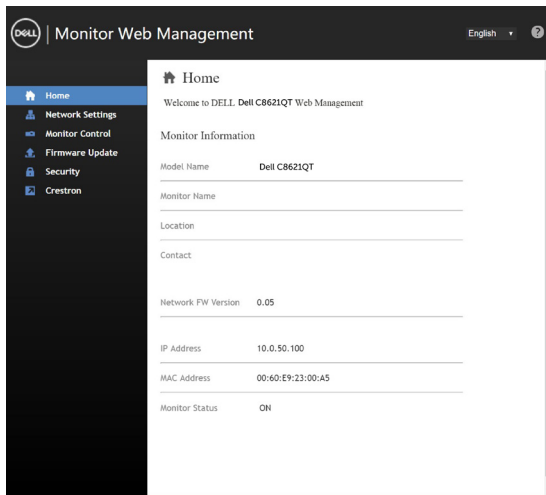 DELL | Monitor Web Management
English
?
Home
Network Settings
Monitor Control
Firmware Update
Security
Crestron
Home
Welcome to DELL Dell C8621QT Web Management
Monitor Information
Model Name Dell C8621QT
Monitor Name
Location
Contact
Network FW Version 0.05
IP Address 10.0.50.100
MAC Address 00:60:E9:23:00:A5
Monitor Status ON